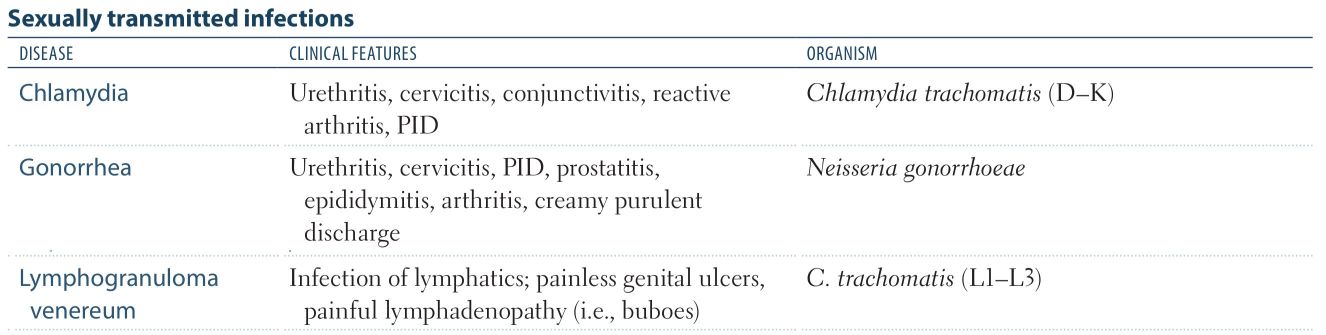 Sexually transmitted infections
DISEASE CLINICAL FEATURES ORGANISM
Chlamydia Urethritis, cervicitis, conjunctivitis, reactive Chlamydia trachomatis (D–K)
arthritis, PID
Gonorrhea Urethritis, cervicitis, PID, prostatitis, Neisseria gonorrhoeae
epididymitis, arthritis, creamy purulent
discharge
Lymphogranuloma Infection of lymphatics; painless genital ulcers, C. trachomatis (L1–L3)
venereum painful lymphadenopathy (i.e., buboes)